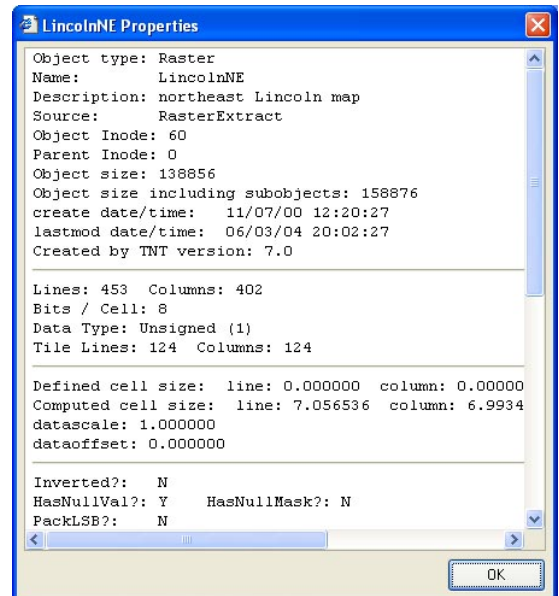 LincolnNE Properties
Object type: Raster
Name: LincolnNE
Description: northeast Lincoln map
Source: RasterExtract
Object Inode: 60
Parent Inode: 0
Object size: 138856
Object size including subobjects: 158876
create date/time: 11/07/00 12:20:27
lastmod date/time: 06/03/04 20:02:27
Created by TNT version: 7.0
Lines: 453 Columns: 402
Bits / Cell: 8
Data Type: Unsigned (1)
Tile Lines: 124 Columns: 124
Defined cell size: line: 0.000000 column: 0.00000
Computed cell size: line: 7.056536 column: 6.9934
datascale: 1.000000
dataoffset: 0.000000
Inverted?: N
HasNullVal?: Y HasNullMask?: N
PackLSB?: N
OK